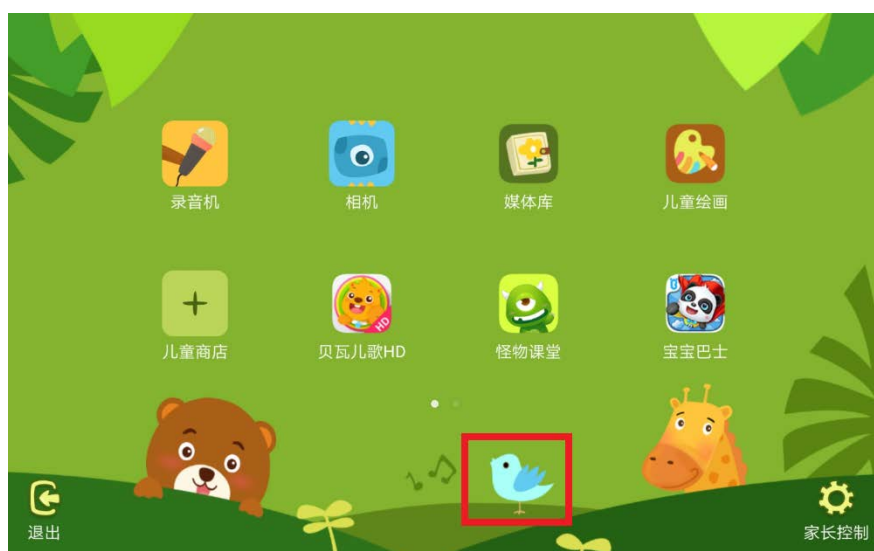 录音机
相机
媒体库
儿童绘画
儿童商店
贝瓦儿歌HD
怪物课堂
宝宝巴士
HD
退出
家长控制